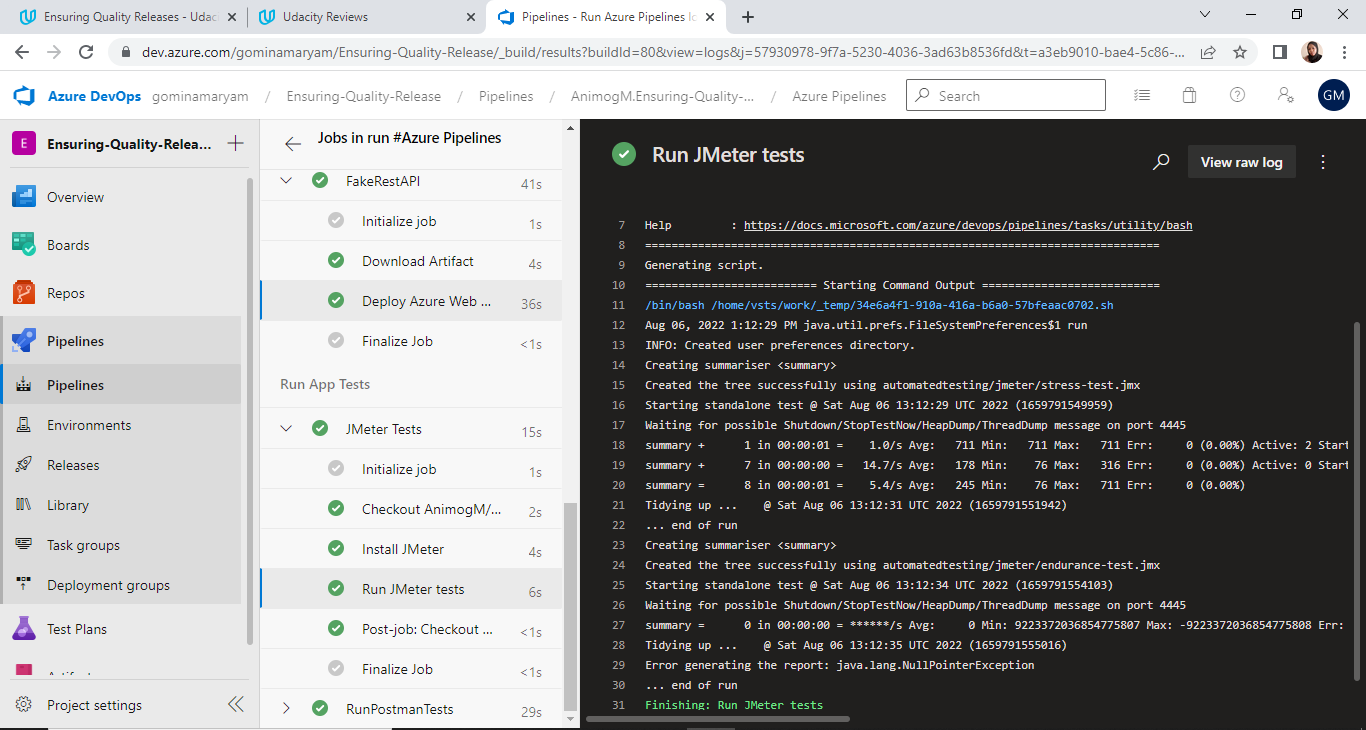 Ensuring Quality Releases - Udac
Udacity Reviews
Pipelines - Run Azure Pipelines lo
dev.azure.com/gominamaryam/Ensuring-Quality-Release/_build/results?buildId=80&view=logs&j=57930978-9f7a-5230-4036-3ad63b8536fd&t=a3eb9010-bae4-5c86-...
Azure DevOps gominamaryam / Ensuring-Quality-Release / Pipelines / AnimogM.Ensuring-Quality-... / Azure Pipelines
Search
GM
E
Ensuring-Quality-Relea...
Overview
Boards
Repos
Pipelines
Pipelines
Environments
Releases
Library
Task groups
Deployment groups
Test Plans
Project settings
Jobs in run #Azure Pipelines
FakeRestAPI 41s
Initialize job 1s
Download Artifact 4s
Deploy Azure Web ... 36s
Finalize Job <1s
Run App Tests
JMeter Tests 15s
Initialize job 1s
Checkout AnimogM/... 2s
Install JMeter 4s
Run JMeter tests 6s
Post-job: Checkout ... <1s
Finalize Job <1s
RunPostmanTests 29s
Run JMeter tests
View raw log
7 Help : https://docs.microsoft.com/azure/devops/pipelines/tasks/utility/bash
8 ==============================================================================
9 Generating script.
10 ========================== Starting Command Output ===========================
11 /bin/bash /home/vsts/work/_temp/34e6a4f1-910a-416a-b6a0-57bfeaac0702.sh
12 Aug 06, 2022 1:12:29 PM java.util.prefs.FileSystemPreferences$1 run
13 INFO: Created user preferences directory.
14 Creating summariser <summary>
15 Created the tree successfully using automatedtesting/jmeter/stress-test.jmx
16 Starting standalone test @ Sat Aug 06 13:12:29 UTC 2022 (1659791549959)
17 Waiting for possible Shutdown/StopTestNow/HeapDump/ThreadDump message on port 4445
18 summary + 1 in 00:00:01 = 1.0/s Avg: 711 Min: 711 Max: 711 Err: 0 (0.00%) Active: 2 Start
19 summary + 7 in 00:00:00 = 14.7/s Avg: 178 Min: 76 Max: 316 Err: 0 (0.00%) Active: 0 Start
20 summary = 8 in 00:00:01 = 5.4/s Avg: 245 Min: 76 Max: 711 Err: 0 (0.00%)
21 Tidying up ... @ Sat Aug 06 13:12:31 UTC 2022 (1659791551942)
22 ... end of run
23 Creating summariser <summary>
24 Created the tree successfully using automatedtesting/jmeter/endurance-test.jmx
25 Starting standalone test @ Sat Aug 06 13:12:34 UTC 2022 (1659791554103)
26 Waiting for possible Shutdown/StopTestNow/HeapDump/ThreadDump message on port 4445
27 summary = 0 in 00:00:00 = ******/s Avg: 0 Min: 9223372036854775807 Max: -9223372036854775808 Err:
28 Tidying up ... @ Sat Aug 06 13:12:35 UTC 2022 (1659791555016)
29 Error generating the report: java.lang.NullPointerException
30 ... end of run
31 Finishing: Run JMeter tests